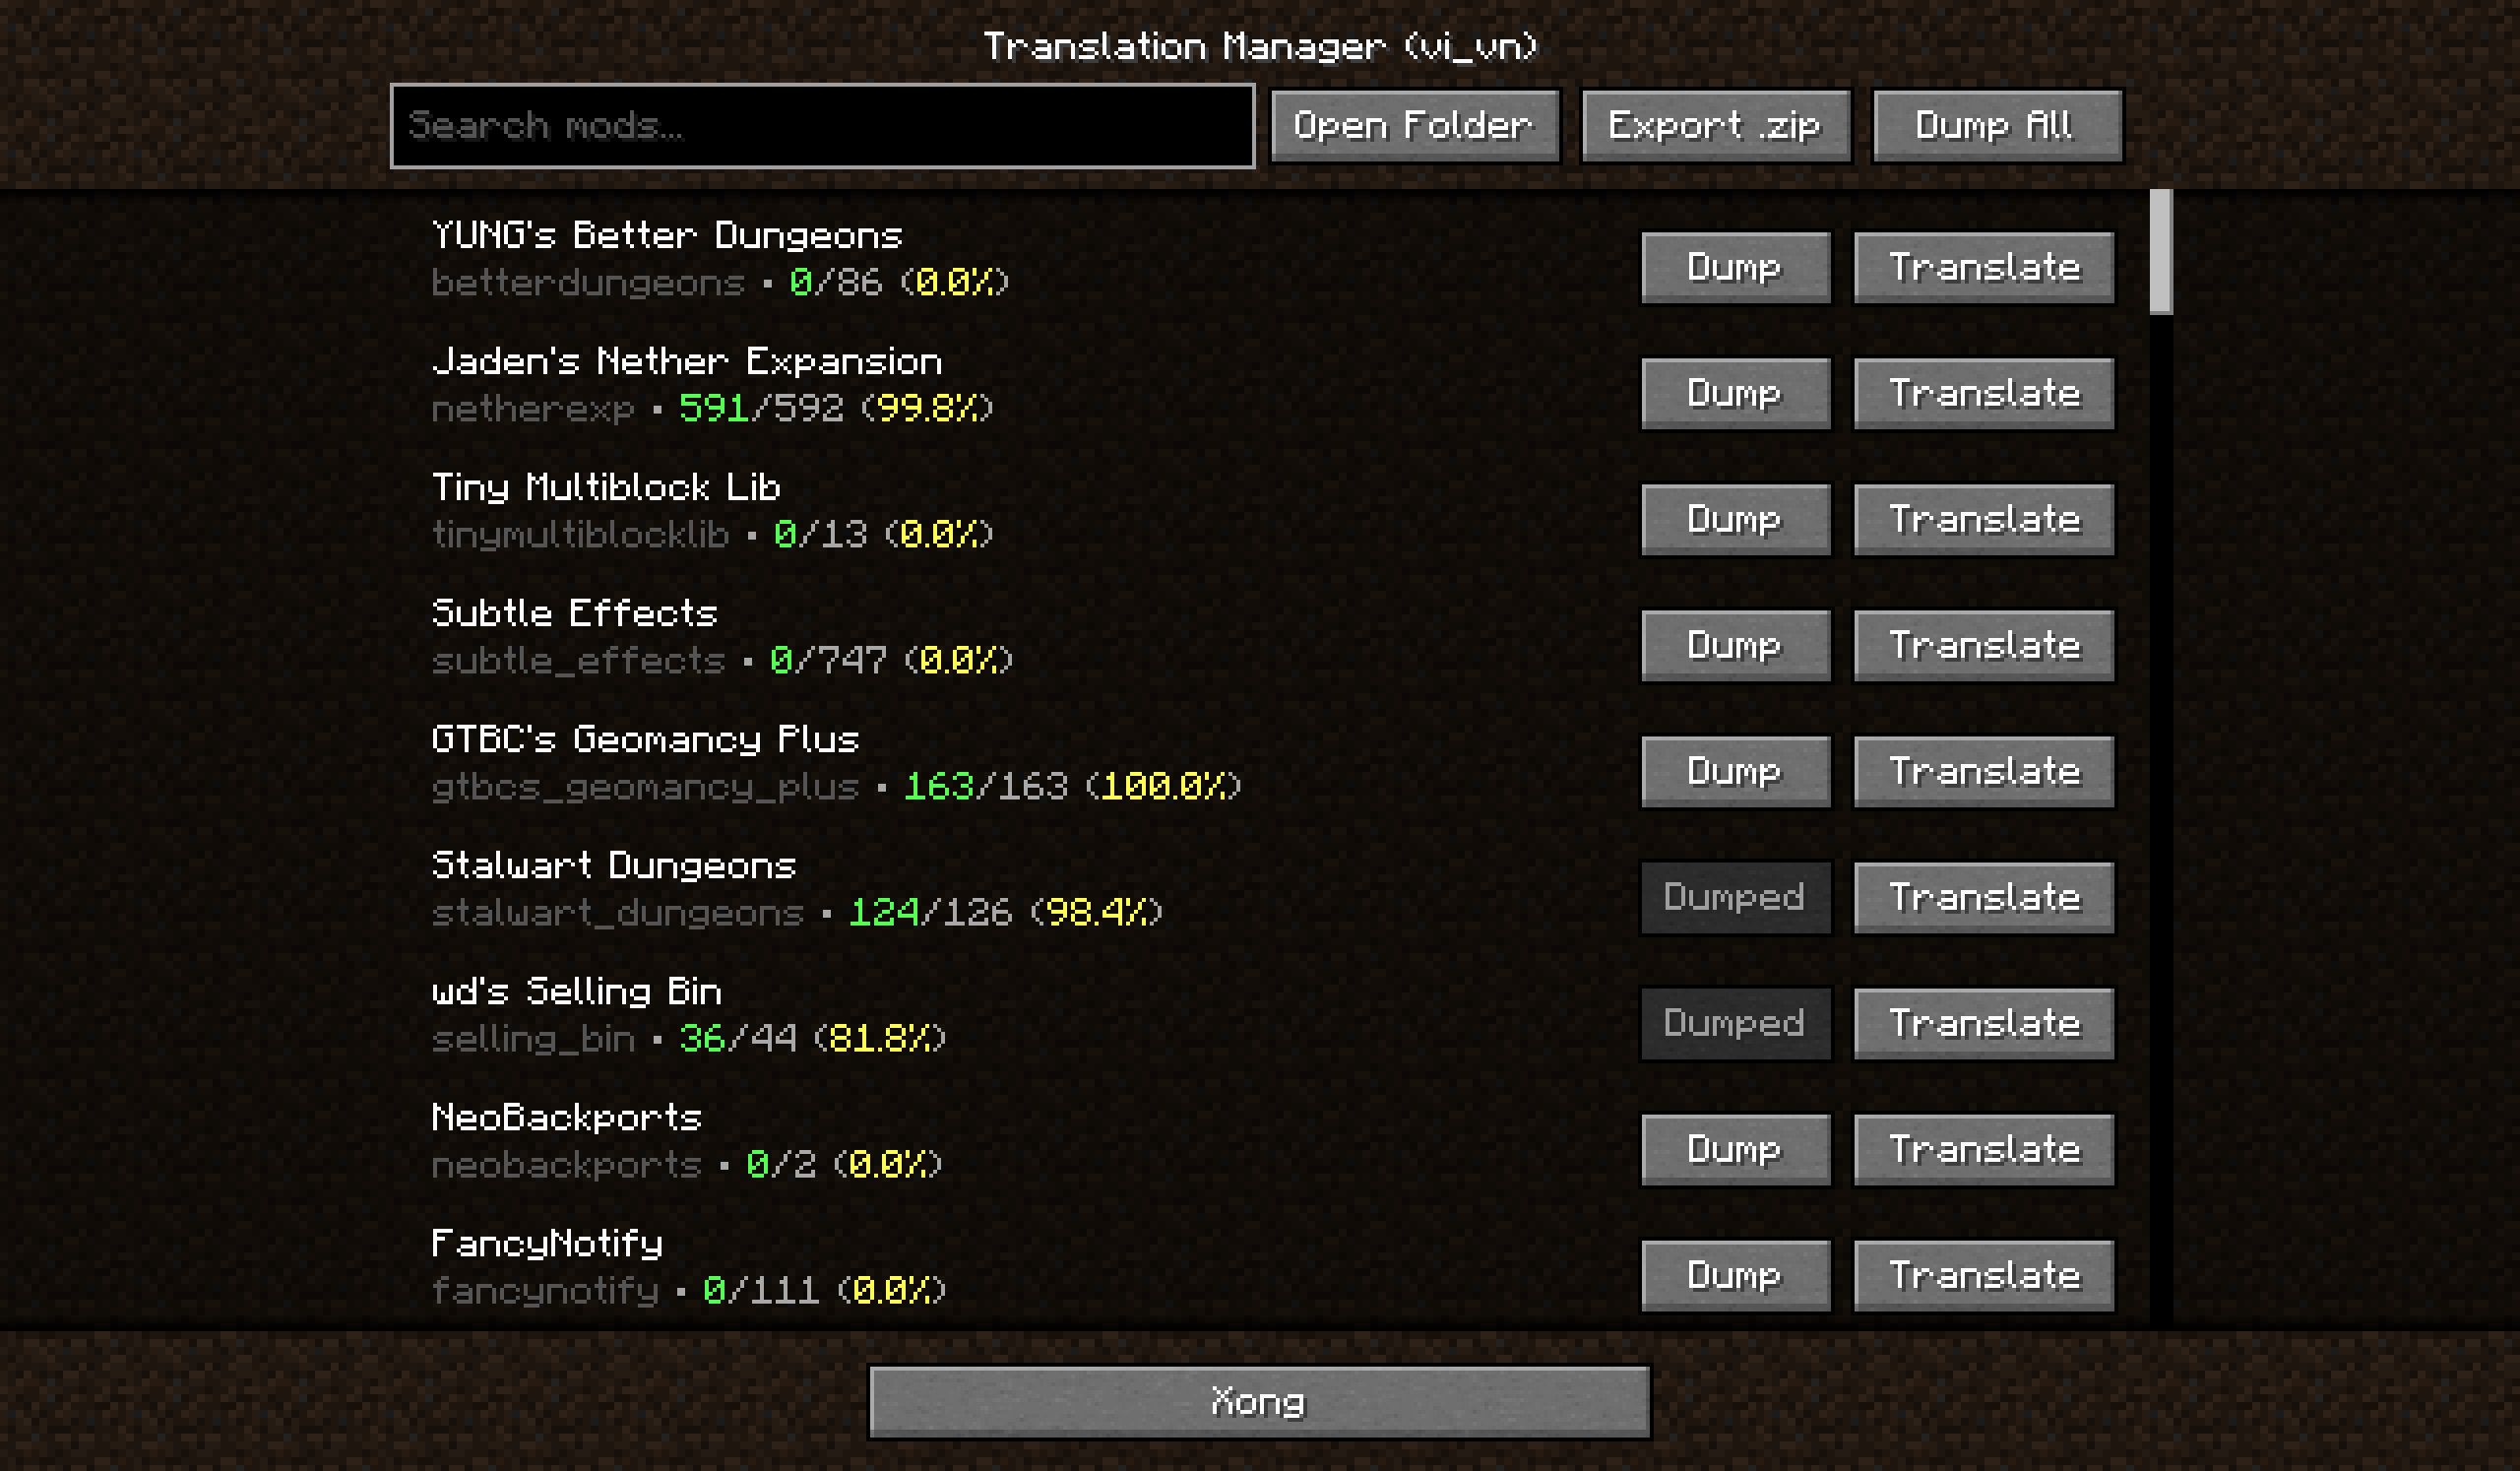 Translation Manager (vi_vn)
Search mods...
Open Folder
Export .zip
Dump All
YUNG's Better Dungeons
betterdungeons ▪ 0/86 (0.0%)
Dump
Translate
Jaden's Nether Expansion
netherexp ▪ 591/592 (99.8%)
Dump
Translate
Tiny Multiblock Lib
tinymultiblocklib ▪ 0/13 (0.0%)
Dump
Translate
Subtle Effects
subtle_effects ▪ 0/747 (0.0%)
Dump
Translate
GTBC's Geomancy Plus
gtbcs_geomancy_plus ▪ 163/163 (100.0%)
Dump
Translate
Stalwart Dungeons
stalwart_dungeons ▪ 124/126 (98.4%)
Dumped
Translate
wd's Selling Bin
selling_bin ▪ 36/44 (81.8%)
Dumped
Translate
NeoBackports
neobackports ▪ 0/2 (0.0%)
Dump
Translate
FancyNotify
fancynotify ▪ 0/111 (0.0%)
Dump
Translate
Xong